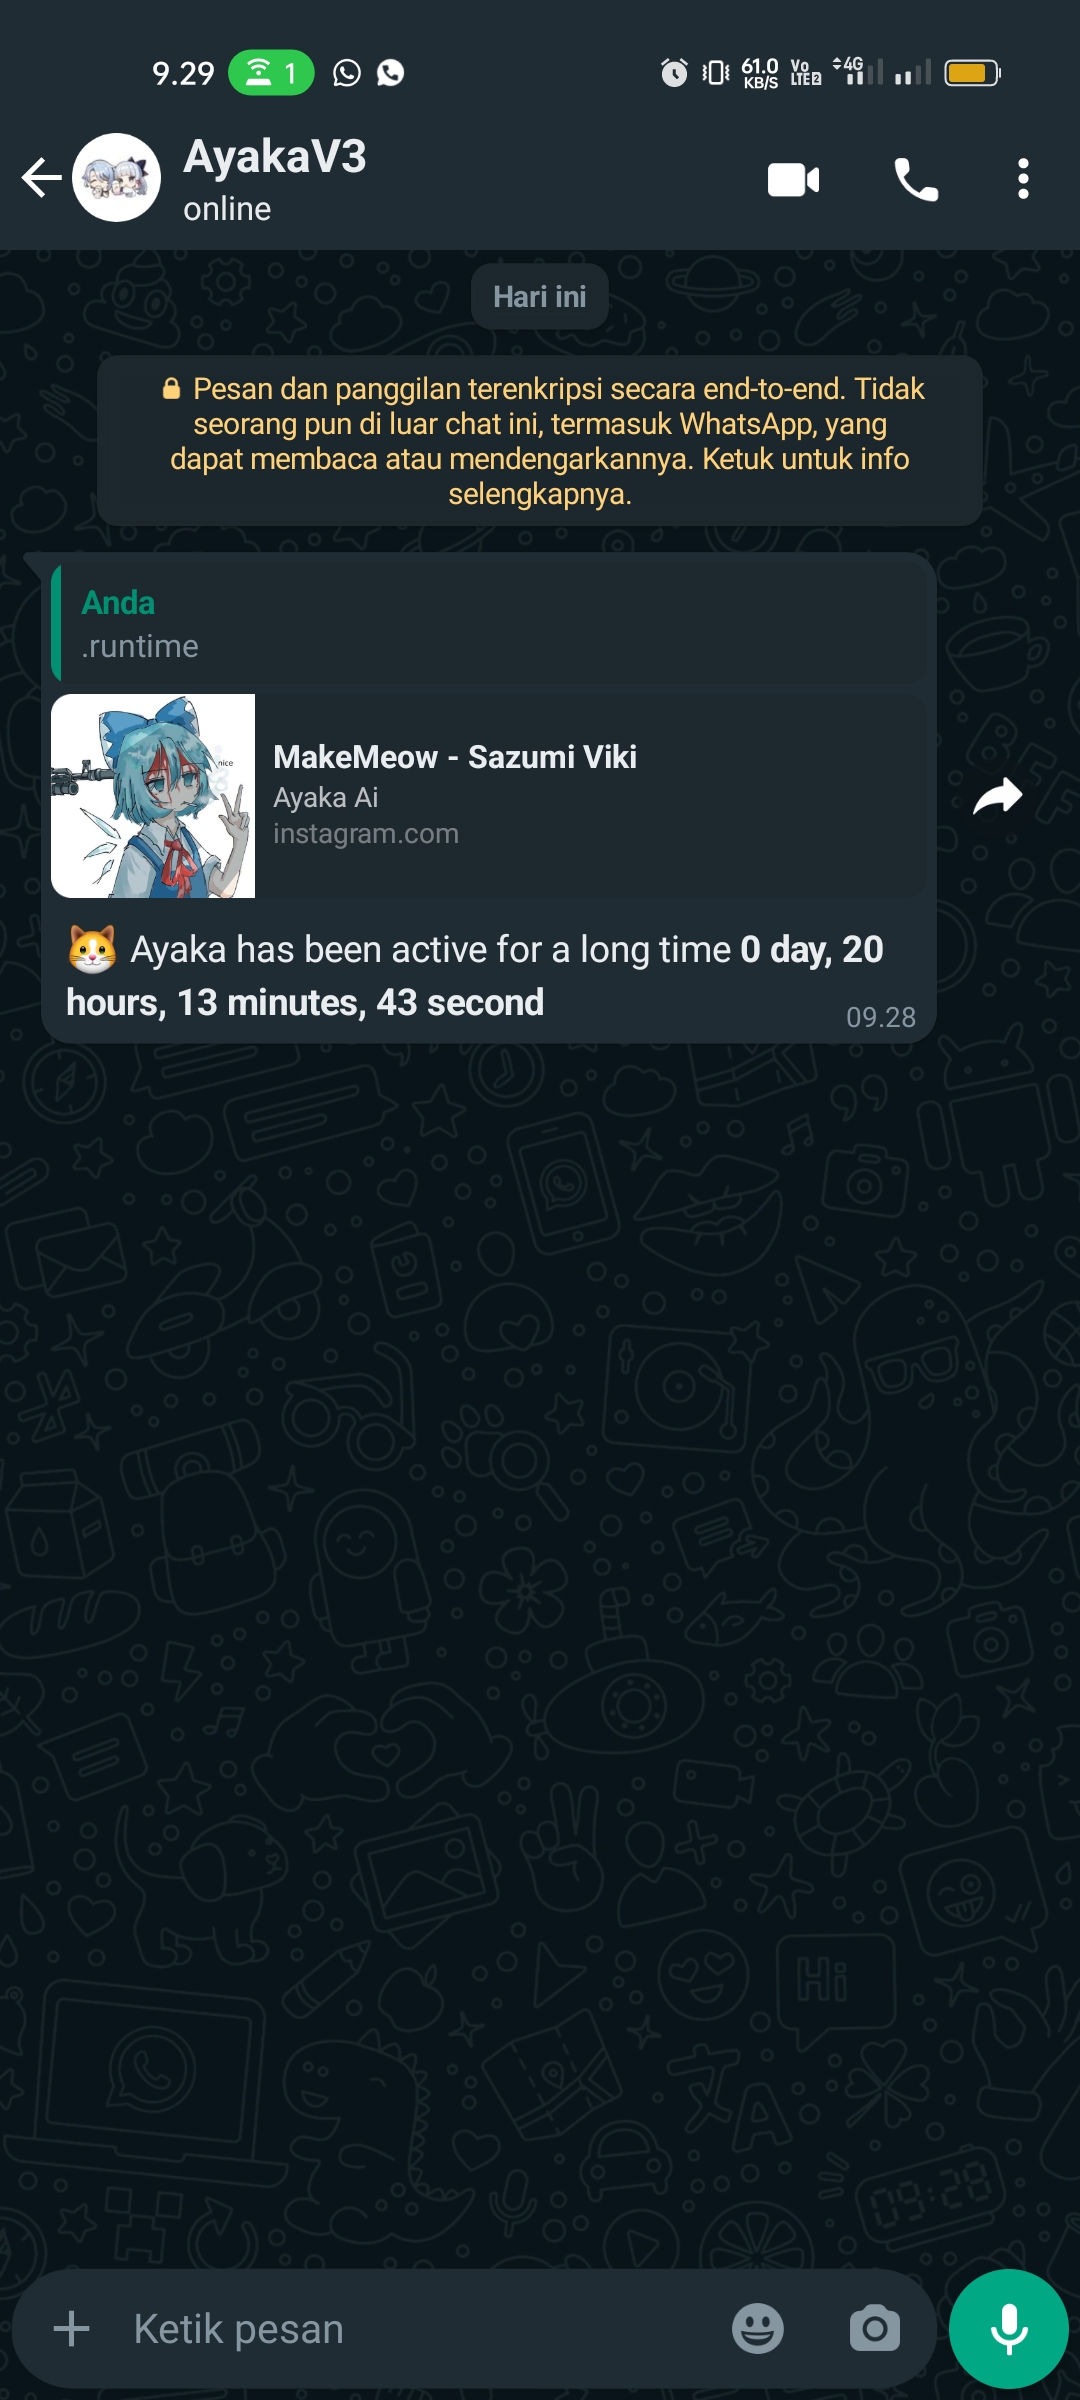 9.29
1
61.0
KB/S
Vo
LTE2
4G
AyakaV3
online
Hari ini
Pesan dan panggilan terenkripsi secara end-to-end. Tidak
seorang pun di luar chat ini, termasuk WhatsApp, yang
dapat membaca atau mendengarkannya. Ketuk untuk info
selengkapnya.
Anda
.runtime
nice
MakeMeow - Sazumi Viki
Ayaka Ai
instagram.com
🐱 Ayaka has been active for a long time 0 day, 20
hours, 13 minutes, 43 second
09.28
Hi
09:28
Ketik pesan